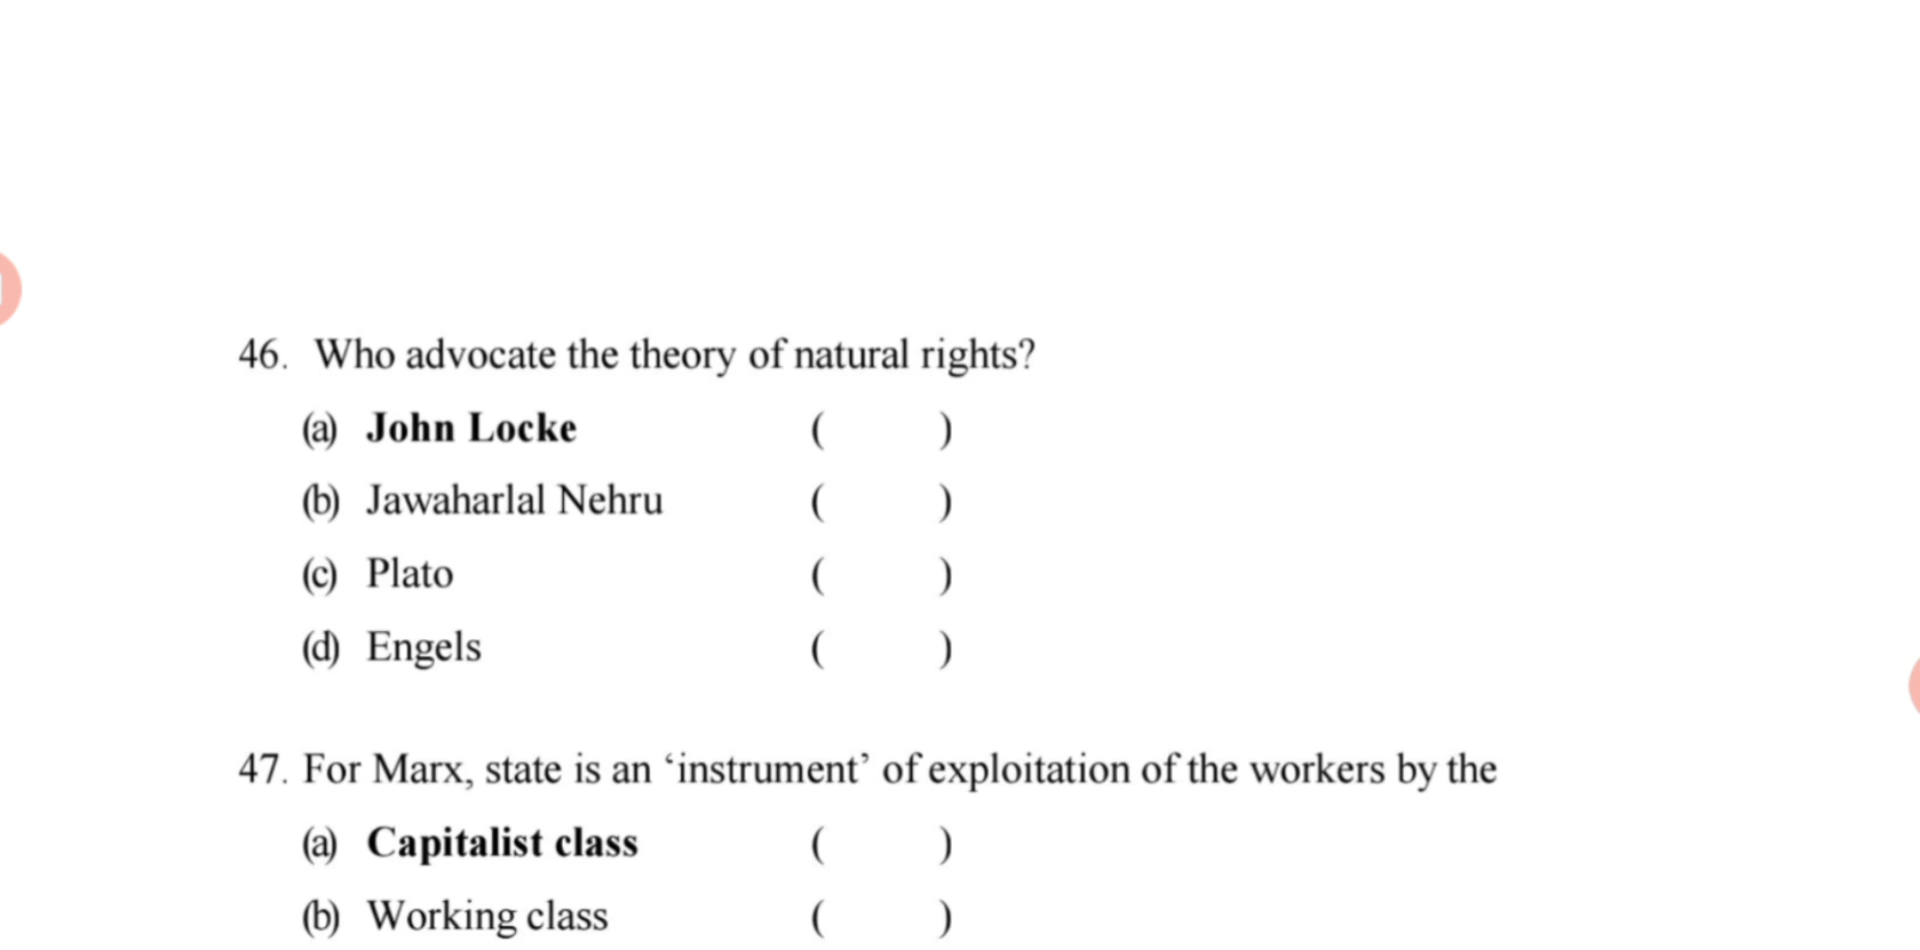 46. Who advocate the theory of natural rights?
(a) John Locke ( )
(b) Jawaharlal Nehru ( )
(c) Plato ( )
(d) Engels ( )
47. For Marx, state is an ‘instrument’ of exploitation of the workers by the
(a) Capitalist class ( )
(b) Working class ( )